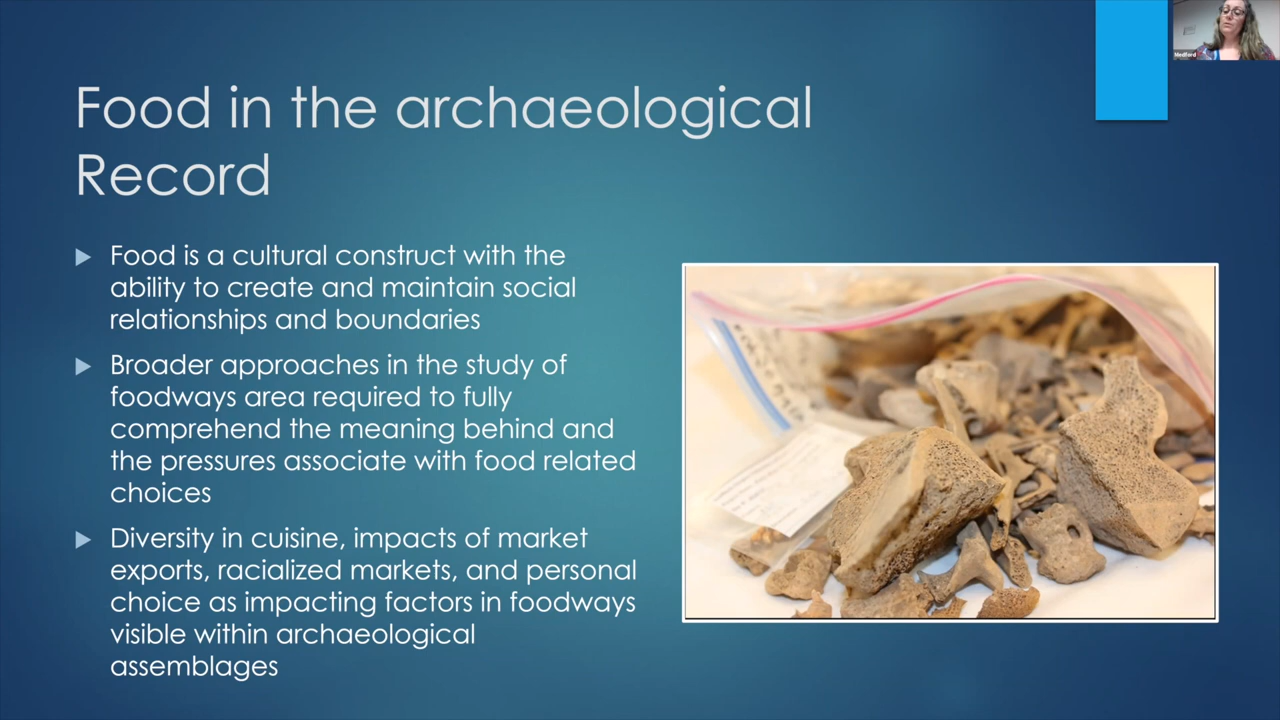 Food in the archaeological
Record
Food is a cultural construct with the
ability to create and maintain social
relationships and boundaries
Broader approaches in the study of
foodways area required to fully
comprehend the meaning behind and
the pressures associate with food related
choices
Diversity in cuisine, impacts of market
exports, racialized markets, and personal
choice as impacting factors in foodways
visible within archaeological
assemblages
Medford